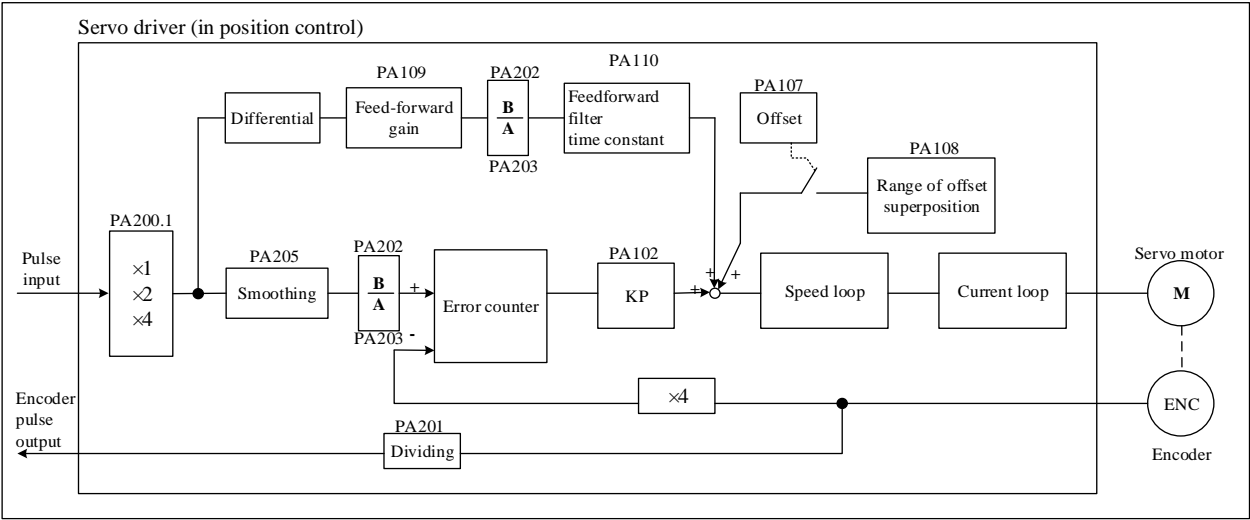 Servo driver (in position control)
PA109
PA202
PA110
Differential
Feed-forward
gain
B
A
PA203
Feedforward
filter
time constant
PA107
Offset
PA108
Range of offset
superposition
PA200.1
×1
×2
×4
Pulse
input
PA205
Smoothing
PA202
B
A
PA203
+
-
Error counter
PA102
KP
+
+
+
Speed loop
Current loop
Servo motor
M
×4
ENC
Encoder
Encoder
pulse
output
PA201
Dividing